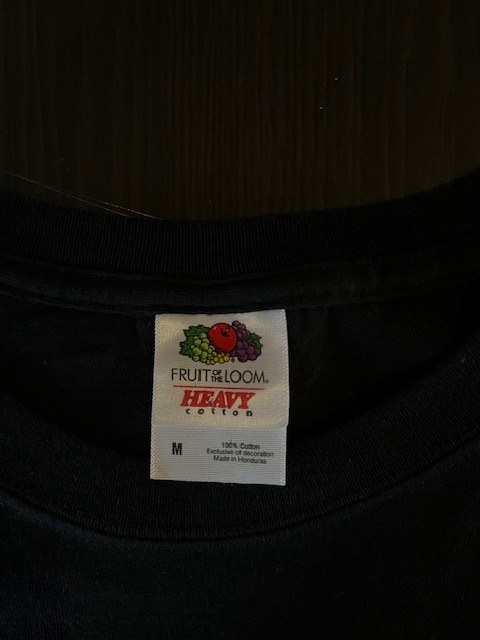 FRUIT OF THE LOOM®
HEAVY
cotton
M
100% Cotton
Exclusive of decoration
Made in Honduras